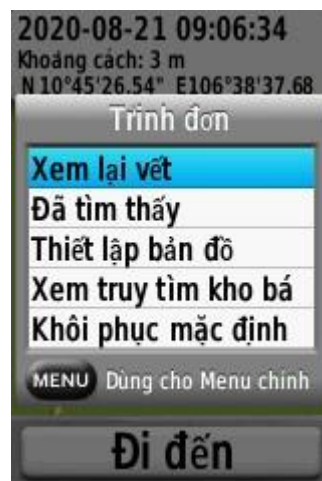 2020-08-21 09:06:34
Khoảng cách: 3 m
N 10°45'26.54" E106°38'37.68
Trình đơn
Xem lại vết
Đã tìm thấy
Thiết lập bản đồ
Xem truy tìm kho bá
Khôi phục mặc định
MENU Dùng cho Menu chính
Đi đến